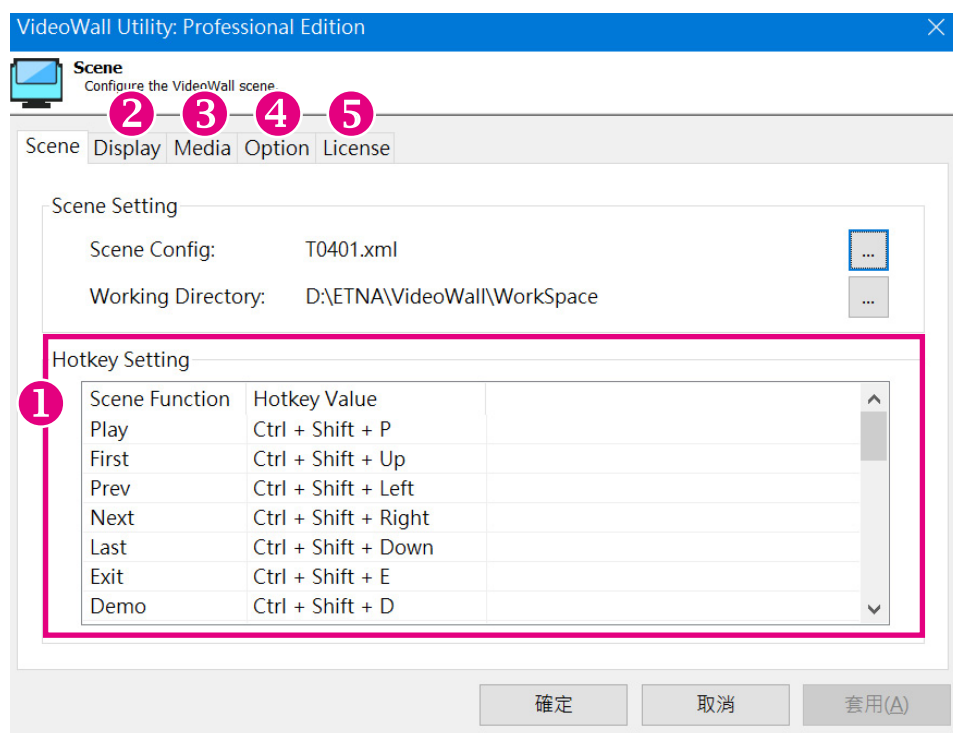 VideoWall Utility: Professional Edition
Scene
Configure the VideoWall scene.
2 3 4 5
Scene Display Media Option License
Scene Setting
Scene Config: T0401.xml ...
Working Directory: D:\ETNA\VideoWall\WorkSpace ...
Hotkey Setting
1
Scene Function Hotkey Value
Play Ctrl + Shift + P
First Ctrl + Shift + Up
Prev Ctrl + Shift + Left
Next Ctrl + Shift + Right
Last Ctrl + Shift + Down
Exit Ctrl + Shift + E
Demo Ctrl + Shift + D
確定 取消 套用(A)